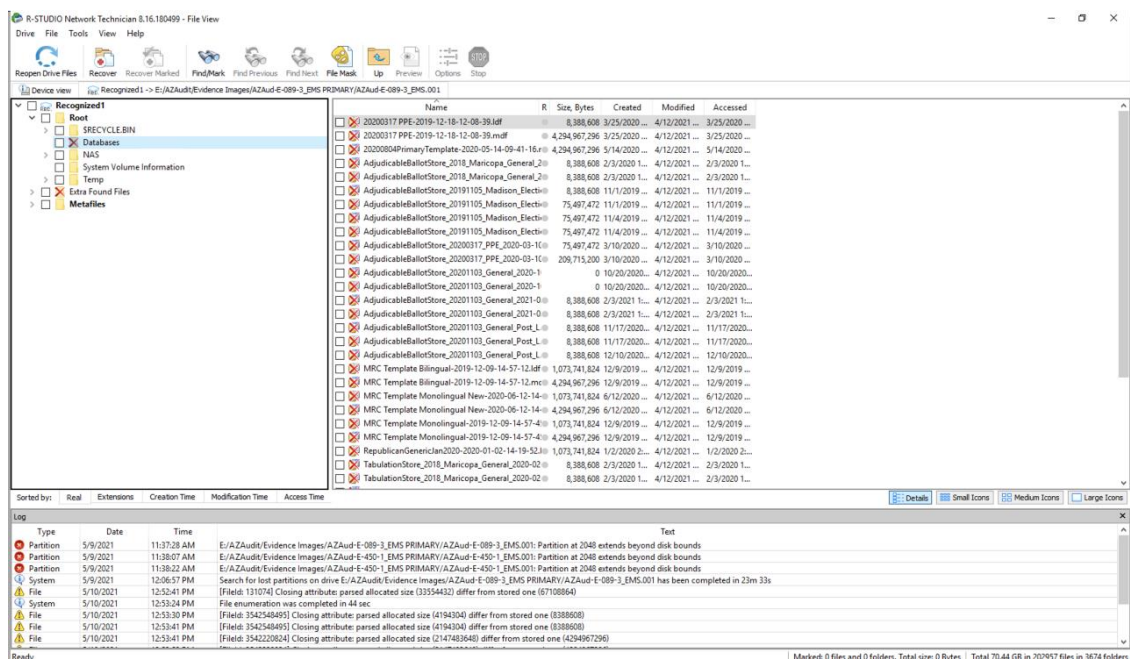 R-STUDIO Network Technician 8.16.180499 - File View
Drive File Tools View Help
Reopen Drive Files Recover Recover Marked Find/Mark Find Previous Find Next File Mask Up Preview Options Stop
Device view Recognized1 -> E:/AZAudit/Evidence Images/AZAud-E-089-3_EMS PRIMARY/AZAud-E-089-3_EMS.001
Recognized1
Root
$RECYCLE.BIN
Databases
NAS
System Volume Information
Temp
Extra Found Files
Metafiles
Name R Size, Bytes Created Modified Accessed
20200317 PPE-2019-12-18-12-08-39.ldf 8,388,608 3/25/2020 ... 4/12/2021 ... 3/25/2020 ...
20200317 PPE-2019-12-18-12-08-39.mdf 4,294,967,296 3/25/2020 ... 4/12/2021 ... 3/25/2020 ...
20200804PrimaryTemplate-2020-05-14-09-41-16.r 4,294,967,296 5/14/2020 ... 4/12/2021 ... 5/14/2020 ...
AdjudicableBallotStore_2018_Maricopa_General_2 8,388,608 2/3/2020 1... 4/12/2021 ... 2/3/2020 1...
AdjudicableBallotStore_2018_Maricopa_General_2 8,388,608 2/3/2020 1... 4/12/2021 ... 2/3/2020 1...
AdjudicableBallotStore_20191105_Madison_Electi 8,388,608 11/1/2019 ... 4/12/2021 ... 11/1/2019 ...
AdjudicableBallotStore_20191105_Madison_Electi 75,497,472 11/1/2019 ... 4/12/2021 ... 11/1/2019 ...
AdjudicableBallotStore_20191105_Madison_Electi 75,497,472 11/4/2019 ... 4/12/2021 ... 11/4/2019 ...
AdjudicableBallotStore_20191105_Madison_Electi 75,497,472 11/4/2019 ... 4/12/2021 ... 11/4/2019 ...
AdjudicableBallotStore_20200317_PPE_2020-03-10 75,497,472 3/10/2020 ... 4/12/2021 ... 3/10/2020 ...
AdjudicableBallotStore_20200317_PPE_2020-03-10 209,715,200 3/10/2020 ... 4/12/2021 ... 3/10/2020 ...
AdjudicableBallotStore_20201103_General_2020-1 0 10/20/2020... 4/12/2021 ... 10/20/2020...
AdjudicableBallotStore_20201103_General_2020-1 0 10/20/2020... 4/12/2021 ... 10/20/2020...
AdjudicableBallotStore_20201103_General_2021-0 8,388,608 2/3/2021 1:... 4/12/2021 ... 2/3/2021 1:...
AdjudicableBallotStore_20201103_General_2021-0 8,388,608 2/3/2021 1:... 4/12/2021 ... 2/3/2021 1:...
AdjudicableBallotStore_20201103_General_Post_L 8,388,608 11/17/2020... 4/12/2021 ... 11/17/2020...
AdjudicableBallotStore_20201103_General_Post_L 8,388,608 11/17/2020... 4/12/2021 ... 11/17/2020...
AdjudicableBallotStore_20201103_General_Post_L 8,388,608 12/10/2020... 4/12/2021 ... 12/10/2020...
MRC Template Bilingual-2019-12-09-14-57-12.ldf 1,073,741,824 12/9/2019 ... 4/12/2021 ... 12/9/2019 ...
MRC Template Bilingual-2019-12-09-14-57-12.mc 4,294,967,296 12/9/2019 ... 4/12/2021 ... 12/9/2019 ...
MRC Template Monolingual New-2020-06-12-14- 1,073,741,824 6/12/2020 ... 4/12/2021 ... 6/12/2020 ...
MRC Template Monolingual New-2020-06-12-14- 4,294,967,296 6/12/2020 ... 4/12/2021 ... 6/12/2020 ...
MRC Template Monolingual-2019-12-09-14-57-4 1,073,741,824 12/9/2019 ... 4/12/2021 ... 12/9/2019 ...
MRC Template Monolingual-2019-12-09-14-57-4 4,294,967,296 12/9/2019 ... 4/12/2021 ... 12/9/2019 ...
RepublicanGenericJan2020-2020-01-02-14-19-52.l 1,073,741,824 1/2/2020 2:... 4/12/2021 ... 1/2/2020 2:...
TabulationStore_2018_Maricopa_General_2020-02 8,388,608 2/3/2020 1... 4/12/2021 ... 2/3/2020 1...
TabulationStore_2018_Maricopa_General_2020-02 8,388,608 2/3/2020 1... 4/12/2021 ... 2/3/2020 1...
Sorted by: Real Extensions Creation Time Modification Time Access Time Details Small Icons Medium Icons Large Icons
Log
Type Date Time Text
Partition 5/9/2021 11:37:28 AM E:/AZAudit/Evidence Images/AZAud-E-089-3_EMS PRIMARY/AZAud-E-089-3_EMS.001: Partition at 2048 extends beyond disk bounds
Partition 5/9/2021 11:38:07 AM E:/AZAudit/Evidence Images/AZAud-E-450-1_EMS PRIMARY/AZAud-E-450-1_EMS.001: Partition at 2048 extends beyond disk bounds
Partition 5/9/2021 11:38:22 AM E:/AZAudit/Evidence Images/AZAud-E-450-1_EMS PRIMARY/AZAud-E-450-1_EMS.001: Partition at 2048 extends beyond disk bounds
System 5/9/2021 12:06:57 PM Search for lost partitions on drive E:/AZAudit/Evidence Images/AZAud-E-089-3_EMS PRIMARY/AZAud-E-089-3_EMS.001 has been completed in 23m 33s
File 5/10/2021 12:52:41 PM [FileId: 131074] Closing attribute: parsed allocated size (33554432) differ from stored one (67108864)
System 5/10/2021 12:53:24 PM File enumeration was completed in 44 sec
File 5/10/2021 12:53:30 PM [FileId: 3542548495] Closing attribute: parsed allocated size (4194304) differ from stored one (8388608)
File 5/10/2021 12:53:41 PM [FileId: 3542548495] Closing attribute: parsed allocated size (4194304) differ from stored one (8388608)
File 5/10/2021 12:53:41 PM [FileId: 3542220824] Closing attribute: parsed allocated size (2147483648) differ from stored one (4294967296)
Ready Marked: 0 files and 0 folders. Total size: 0 Bytes Total 70.44 GB in 202957 files in 3674 folders